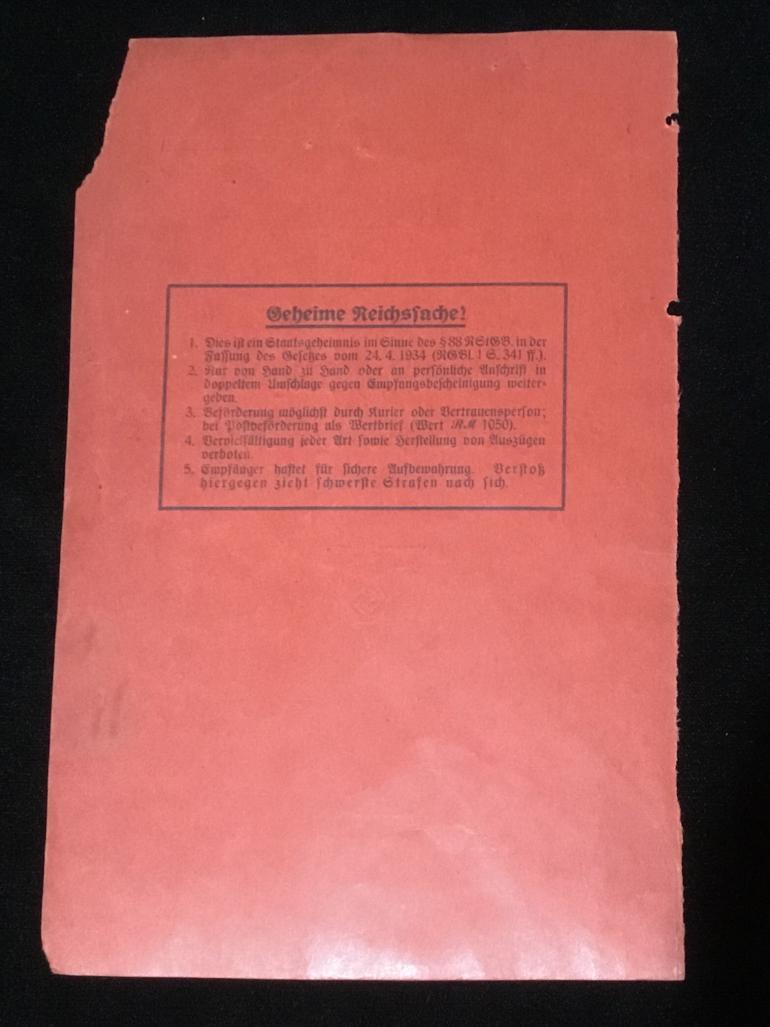 Geheime Reichssache!
1. Dies ist ein Staatsgeheimnis im Sinne des § 88 RStGB. in der
Fassung des Gesetzes vom 24. 4. 1934 (RGBl. I S. 341 ff.).
2. Nur von Hand zu Hand oder an persönliche Anschrift in
doppeltem Umschlage gegen Empfangsbescheinigung weiter-
geben.
3. Beförderung möglichst durch Kurier oder Vertrauensperson;
bei Postbeförderung als Wertbrief (Wert RM 1050).
4. Vervielfältigung jeder Art sowie Herstellung von Auszügen
verboten.
5. Empfänger haftet für sichere Aufbewahrung. Verstoß
hiergegen zieht schwerste Strafen nach sich.